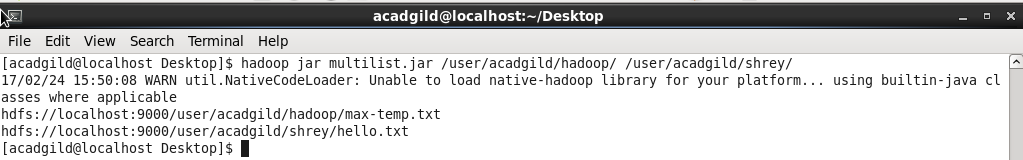 acadgild@localhost:~/Desktop
File Edit View Search Terminal Help
[acadgild@localhost Desktop]$ hadoop jar multilist.jar /user/acadgild/hadoop/ /user/acadgild/shrey/
17/02/24 15:50:08 WARN util.NativeCodeLoader: Unable to load native-hadoop library for your platform... using builtin-java cl
asses where applicable
hdfs://localhost:9000/user/acadgild/hadoop/max-temp.txt
hdfs://localhost:9000/user/acadgild/shrey/hello.txt
[acadgild@localhost Desktop]$